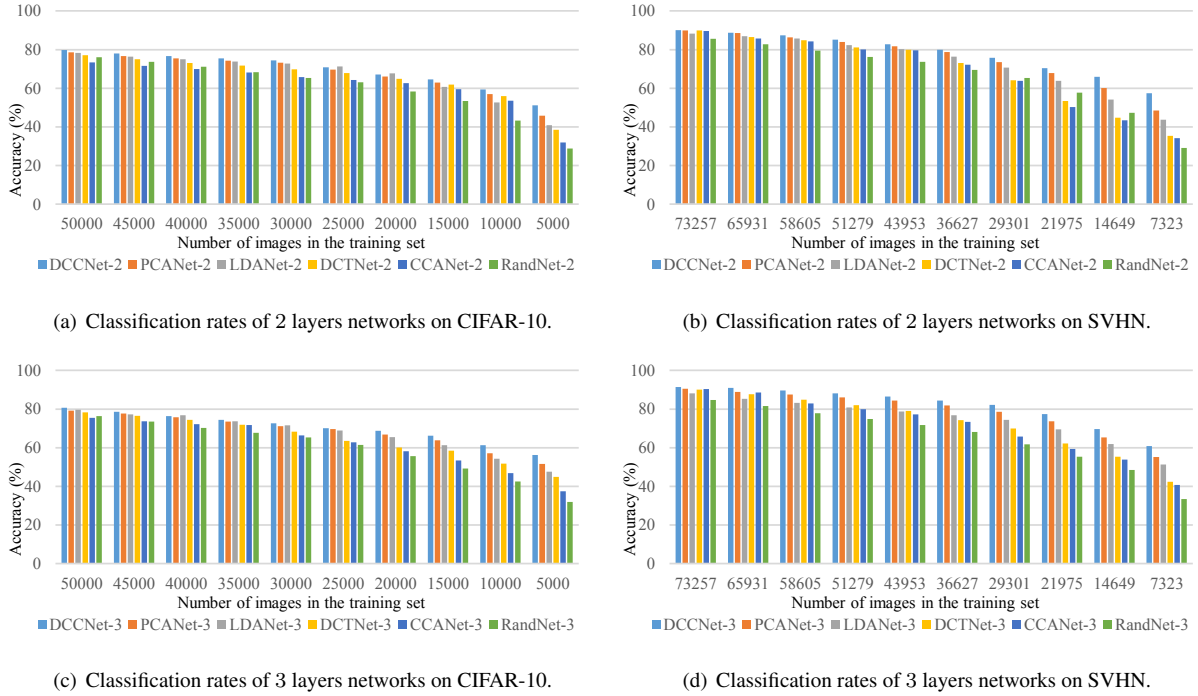 100
80
60
40
20
0
Accuracy (%)
50000 45000 40000 35000 30000 25000 20000 15000 10000 5000
Number of images in the training set
DCCNet-2 PCANet-2 LDANet-2 DCTNet-2 CCANet-2 RandNet-2
(a) Classification rates of 2 layers networks on CIFAR-10.
100
80
60
40
20
0
Accuracy (%)
73257 65931 58605 51279 43953 36627 29301 21975 14649 7323
Number of images in the training set
DCCNet-2 PCANet-2 LDANet-2 DCTNet-2 CCANet-2 RandNet-2
(b) Classification rates of 2 layers networks on SVHN.
100
80
60
40
20
0
Accuracy (%)
50000 45000 40000 35000 30000 25000 20000 15000 10000 5000
Number of images in the training set
DCCNet-3 PCANet-3 LDANet-3 DCTNet-3 CCANet-3 RandNet-3
(c) Classification rates of 3 layers networks on CIFAR-10.
100
80
60
40
20
0
Accuracy (%)
73257 65931 58605 51279 43953 36627 29301 21975 14649 7323
Number of images in the training set
DCCNet-3 PCANet-3 LDANet-3 DCTNet-3 CCANet-3 RandNet-3
(d) Classification rates of 3 layers networks on SVHN.